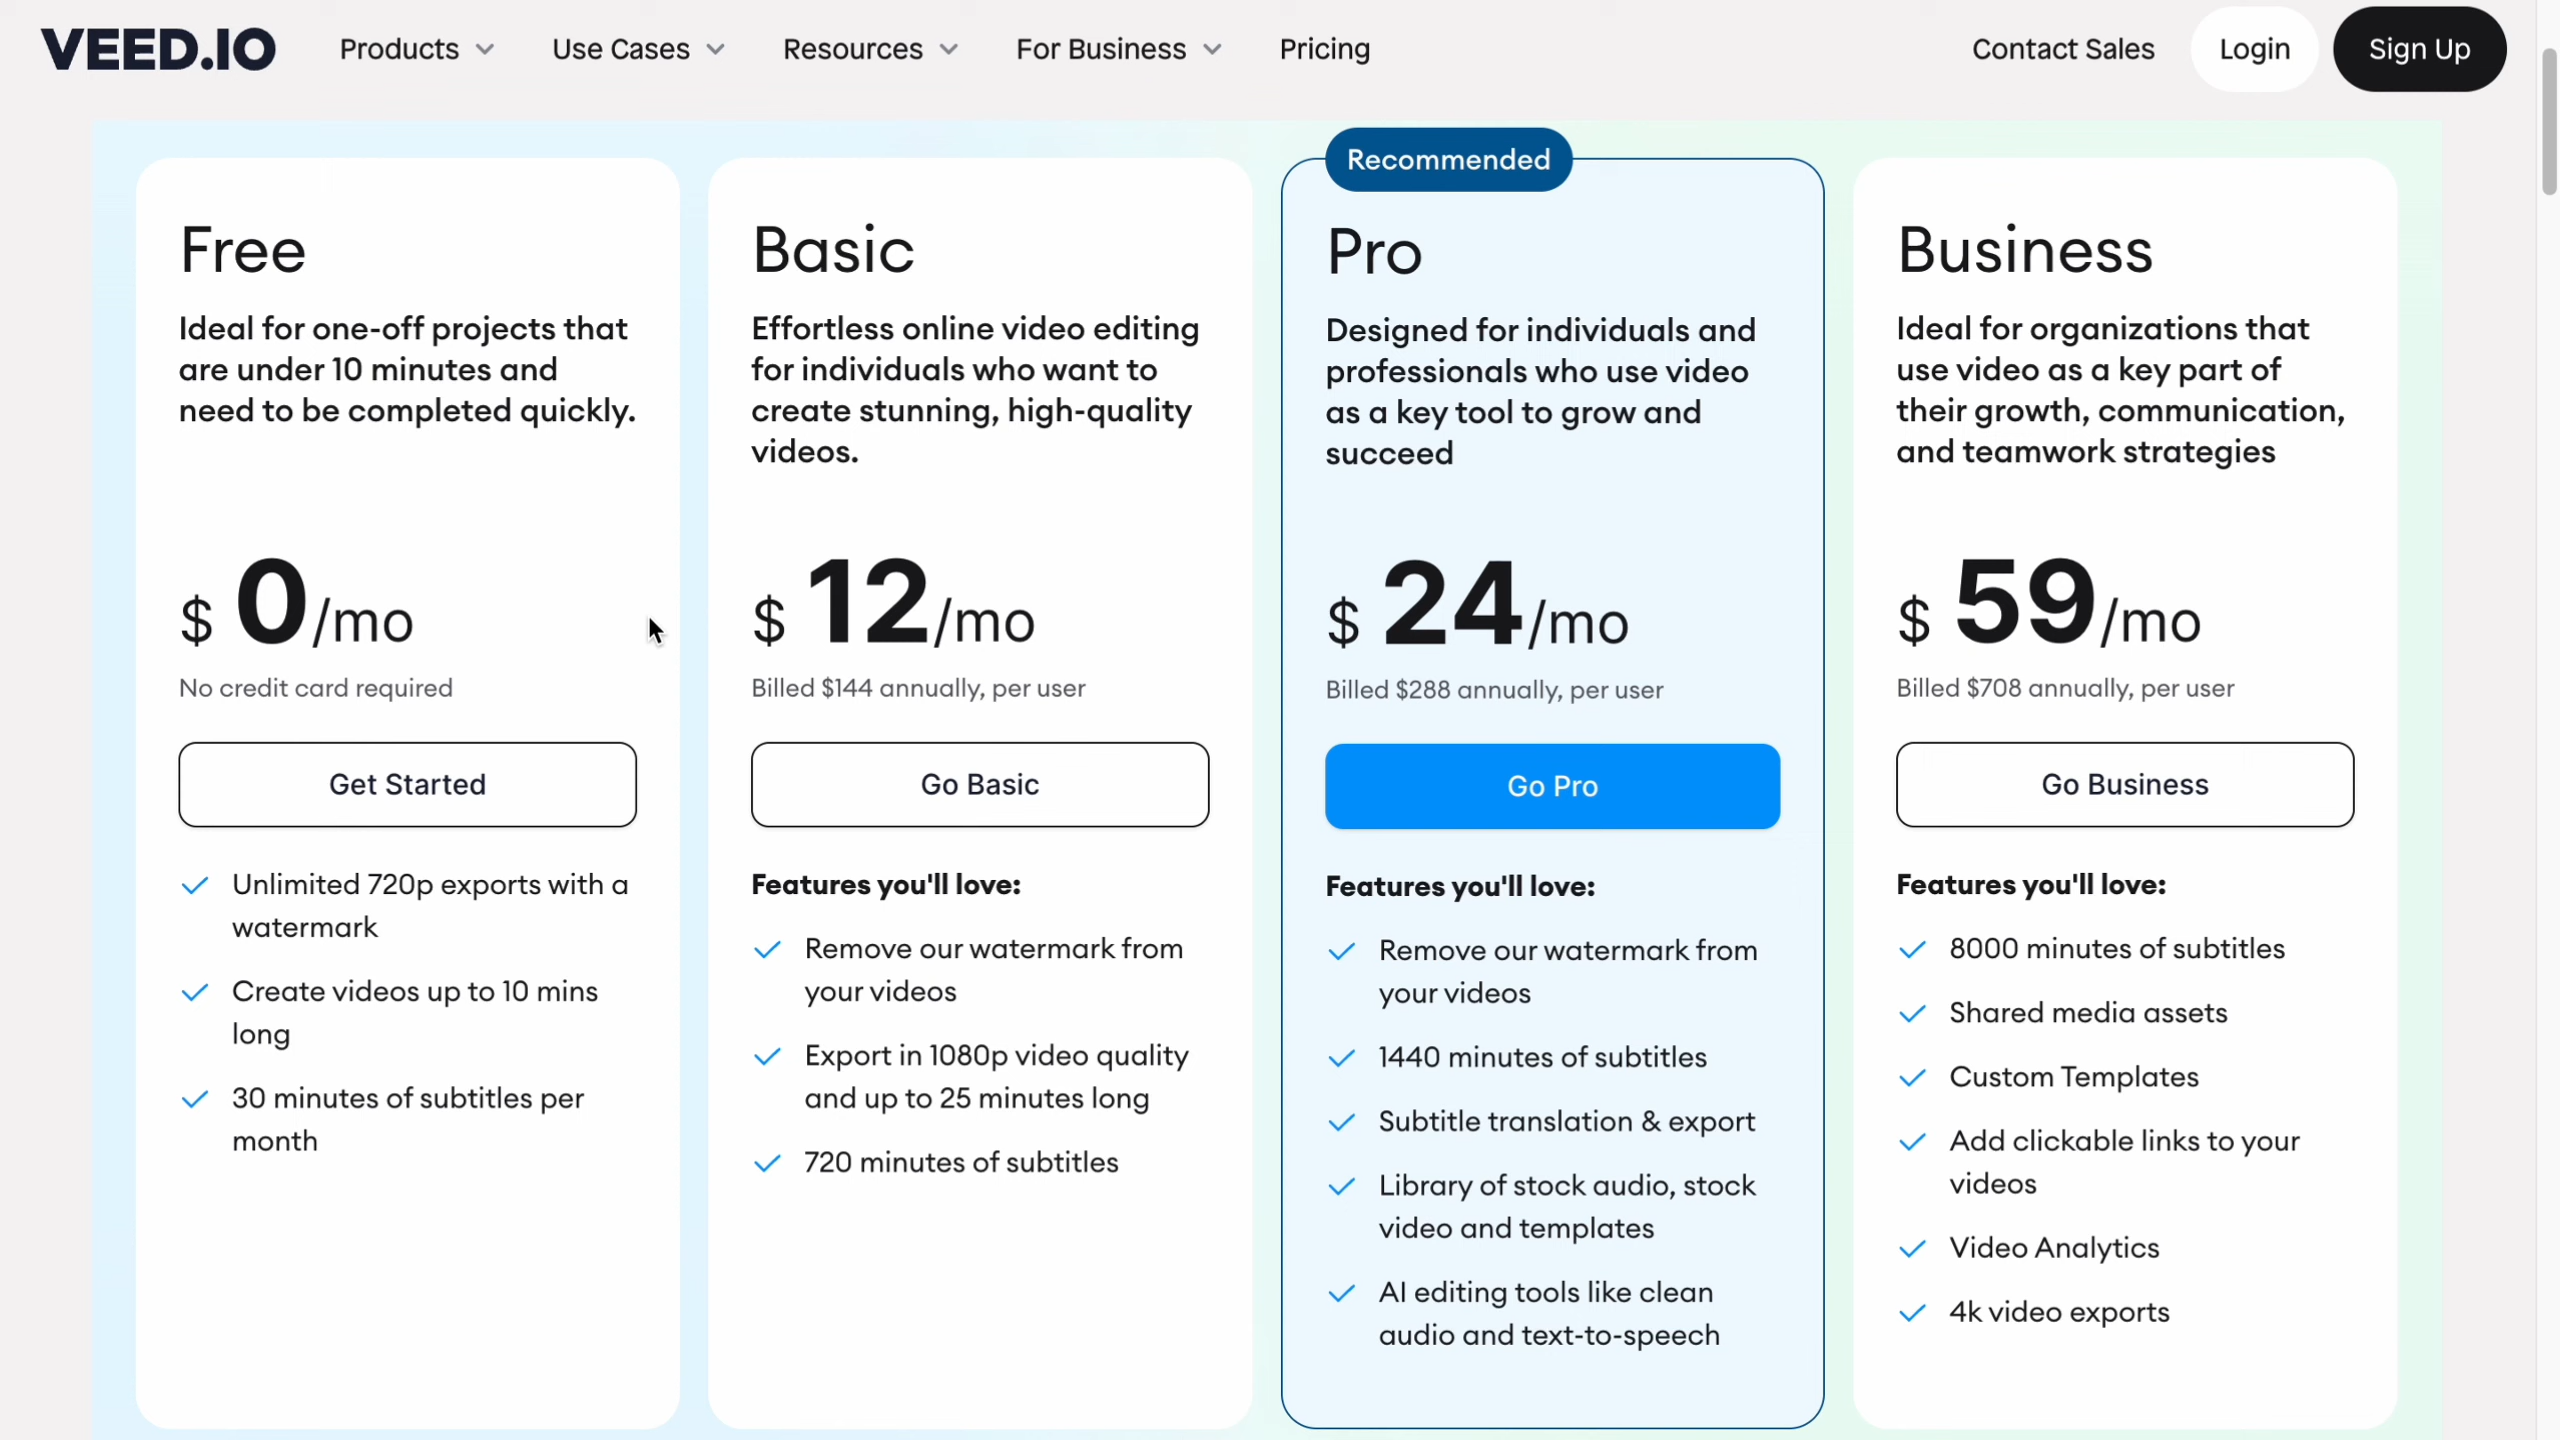 VEED.IO
Products
Use Cases
Resources
For Business
Pricing
Contact Sales
Login
Sign Up
Free
Ideal for one-off projects that
are under 10 minutes and
need to be completed quickly.
$ 0/mo
No credit card required
Get Started
Unlimited 720p exports with a
watermark
Create videos up to 10 mins
long
30 minutes of subtitles per
month
Basic
Effortless online video editing
for individuals who want to
create stunning, high-quality
videos.
$ 12/mo
Billed $144 annually, per user
Go Basic
Features you'll love:
Remove our watermark from
your videos
Export in 1080p video quality
and up to 25 minutes long
720 minutes of subtitles
Recommended
Pro
Designed for individuals and
professionals who use video
as a key tool to grow and
succeed
$ 24/mo
Billed $288 annually, per user
Go Pro
Features you'll love:
Remove our watermark from
your videos
1440 minutes of subtitles
Subtitle translation & export
Library of stock audio, stock
video and templates
AI editing tools like clean
audio and text-to-speech
Business
Ideal for organizations that
use video as a key part of
their growth, communication,
and teamwork strategies
$ 59/mo
Billed $708 annually, per user
Go Business
Features you'll love:
8000 minutes of subtitles
Shared media assets
Custom Templates
Add clickable links to your
videos
Video Analytics
4k video exports